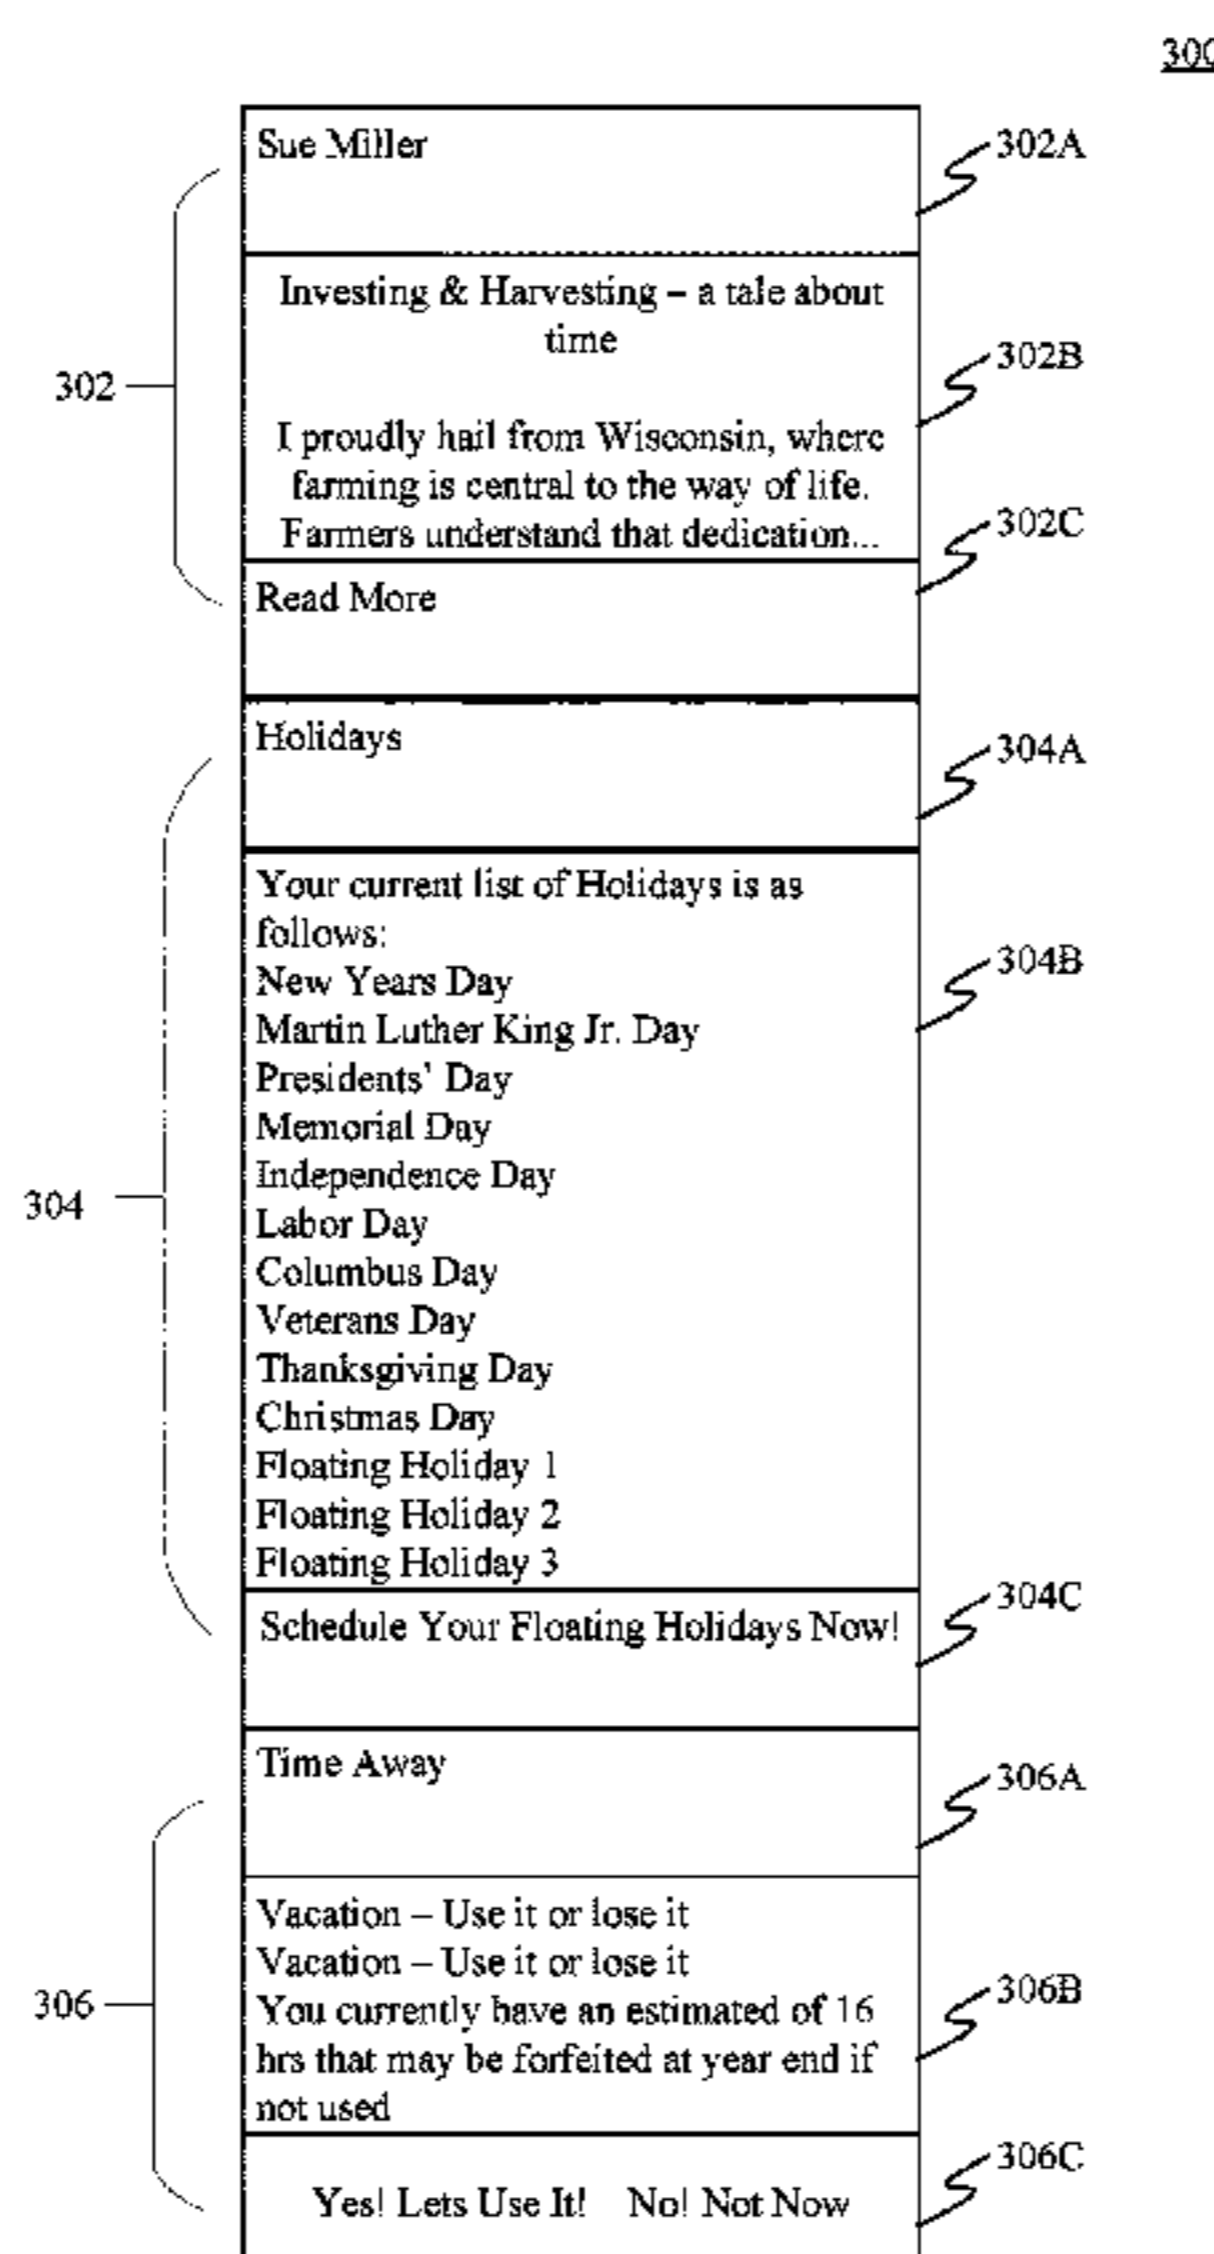 300
Sue Miller
302A
Investing & Harvesting – a tale about
time
302B
302
I proudly hail from Wisconsin, where
farming is central to the way of life.
Farmers understand that dedication...
302C
Read More
Holidays
304A
Your current list of Holidays is as
follows:
304B
New Years Day
Martin Luther King Jr. Day
Presidents' Day
Memorial Day
Independence Day
304
Labor Day
Columbus Day
Veterans Day
Thanksgiving Day
Christmas Day
Floating Holiday 1
Floating Holiday 2
Floating Holiday 3
304C
Schedule Your Floating Holidays Now!
Time Away
306A
Vacation – Use it or lose it
Vacation – Use it or lose it
306B
306
You currently have an estimated of 16
hrs that may be forfeited at year end if
not used
306C
Yes! Lets Use It! No! Not Now